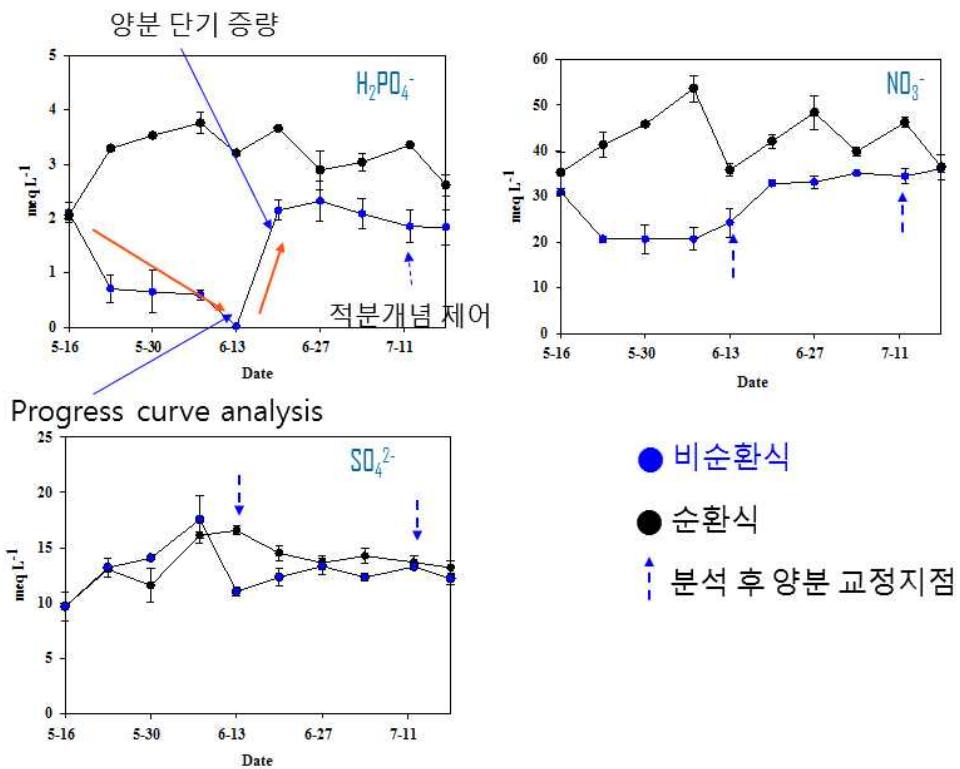 양분 단기 증량
5
4
3
2
1
0
meq L⁻¹
H₂PO₄⁻
적분개념 제어
5-16
5-30
6-13
6-27
7-11
Date
60
50
40
30
20
10
0
meq L⁻¹
NO₃⁻
5-16
5-30
6-13
6-27
7-11
Date
Progress curve analysis
25
20
15
10
5
0
meq L⁻¹
SO₄²⁻
5-16
5-30
6-13
6-27
7-11
Date
비순환식
순환식
분석 후 양분 교정지점